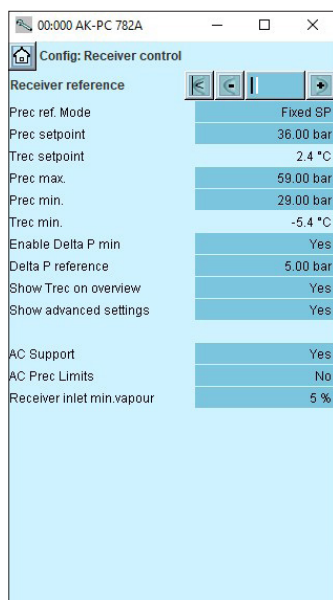 00:000 AK-PC 782A
Config: Receiver control
Receiver reference
Prec ref. Mode Fixed SP
Prec setpoint 36.00 bar
Trec setpoint 2.4 °C
Prec max. 59.00 bar
Prec min. 29.00 bar
Trec min. -5.4 °C
Enable Delta P min Yes
Delta P reference 5.00 bar
Show Trec on overview Yes
Show advanced settings Yes
AC Support Yes
AC Prec Limits No
Receiver inlet min.vapour 5 %